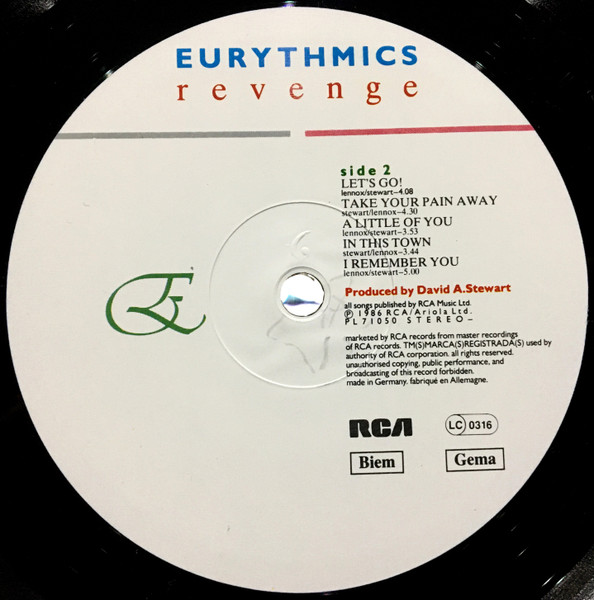 EURYTHMICS
revenge
side 2
LET'S GO!
lennox/stewart–4.08
TAKE YOUR PAIN AWAY
stewart/lennox–4.30
A LITTLE OF YOU
lennox/stewart–3.53
IN THIS TOWN
stewart/lennox–3.44
I REMEMBER YOU
lennox/stewart–5.00
Produced by David A.Stewart
all songs published by RCA Music Ltd.
℗ 1986 RCA/Ariola Ltd.
PL71050 STEREO–
marketed by RCA records from master recordings
of RCA records. TM(S)MARCA(S)REGISTRADA(S) used by
authority of RCA corporation. all rights reserved.
unauthorised copying, public performance, and
broadcasting of this record forbidden.
made in Germany. fabriqué en Allemagne.
RCA
LC 0316
Biem
Gema